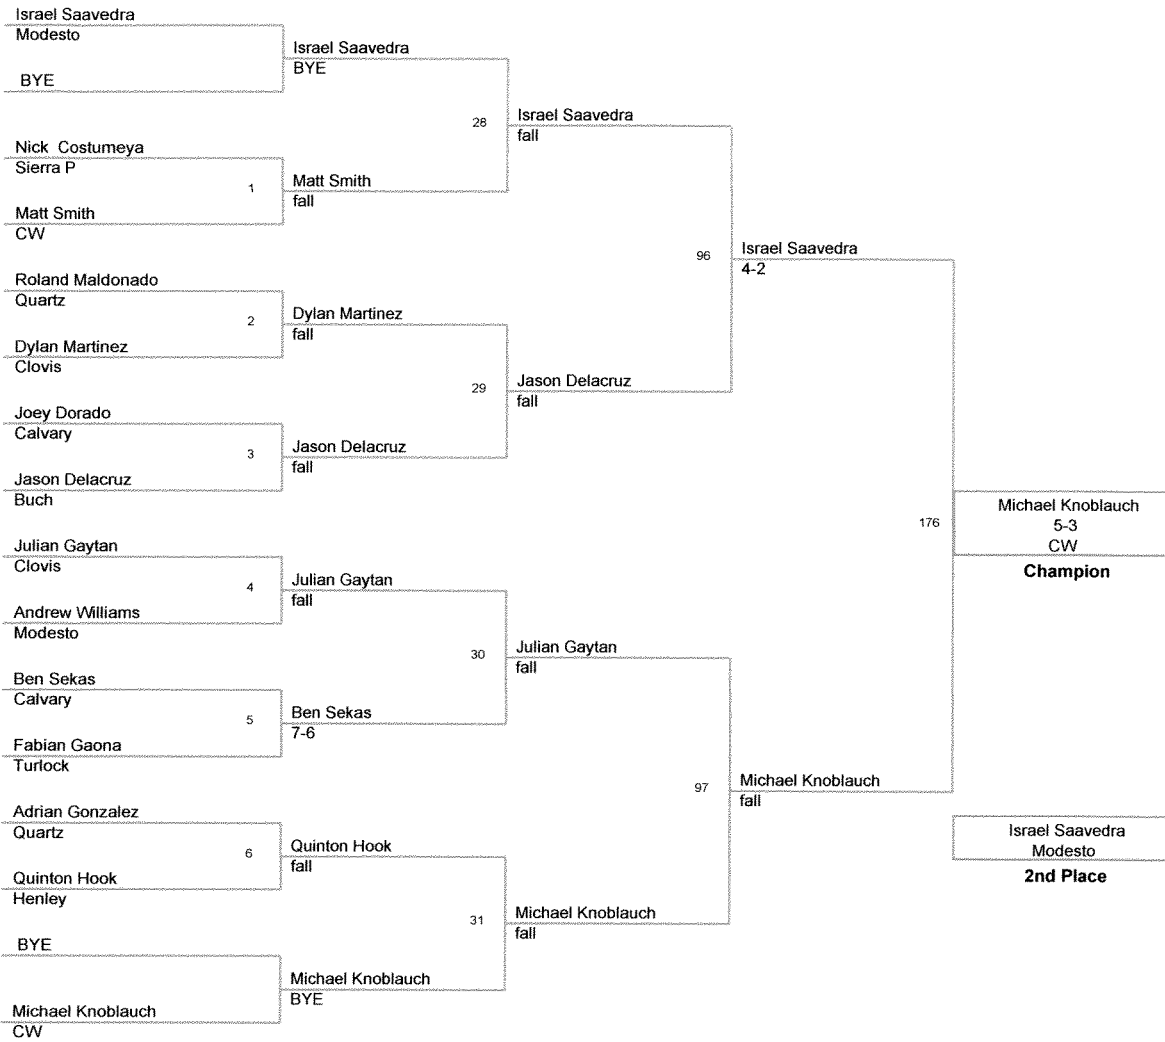 Israel Saavedra
Modesto
BYE
Nick Costumeya
Sierra P
1
Matt Smith
CW
Roland Maldonado
Quartz
2
Dylan Martinez
Clovis
Joey Dorado
Calvary
3
Jason Delacruz
Buch
Julian Gaytan
Clovis
4
Andrew Williams
Modesto
Ben Sekas
Calvary
5
Fabian Gaona
Turlock
Adrian Gonzalez
Quartz
6
Quinton Hook
Henley
BYE
Michael Knoblauch
CW
Israel Saavedra
BYE
28
Matt Smith
fall
Dylan Martinez
fall
29
Jason Delacruz
fall
Julian Gaytan
fall
30
Ben Sekas
7-6
Quinton Hook
fall
31
Michael Knoblauch
BYE
Israel Saavedra
fall
96
Jason Delacruz
fall
Julian Gaytan
fall
97
Michael Knoblauch
fall
Israel Saavedra
4-2
176
Michael Knoblauch
fall
Michael Knoblauch
5-3
CW
Champion
Israel Saavedra
Modesto
2nd Place